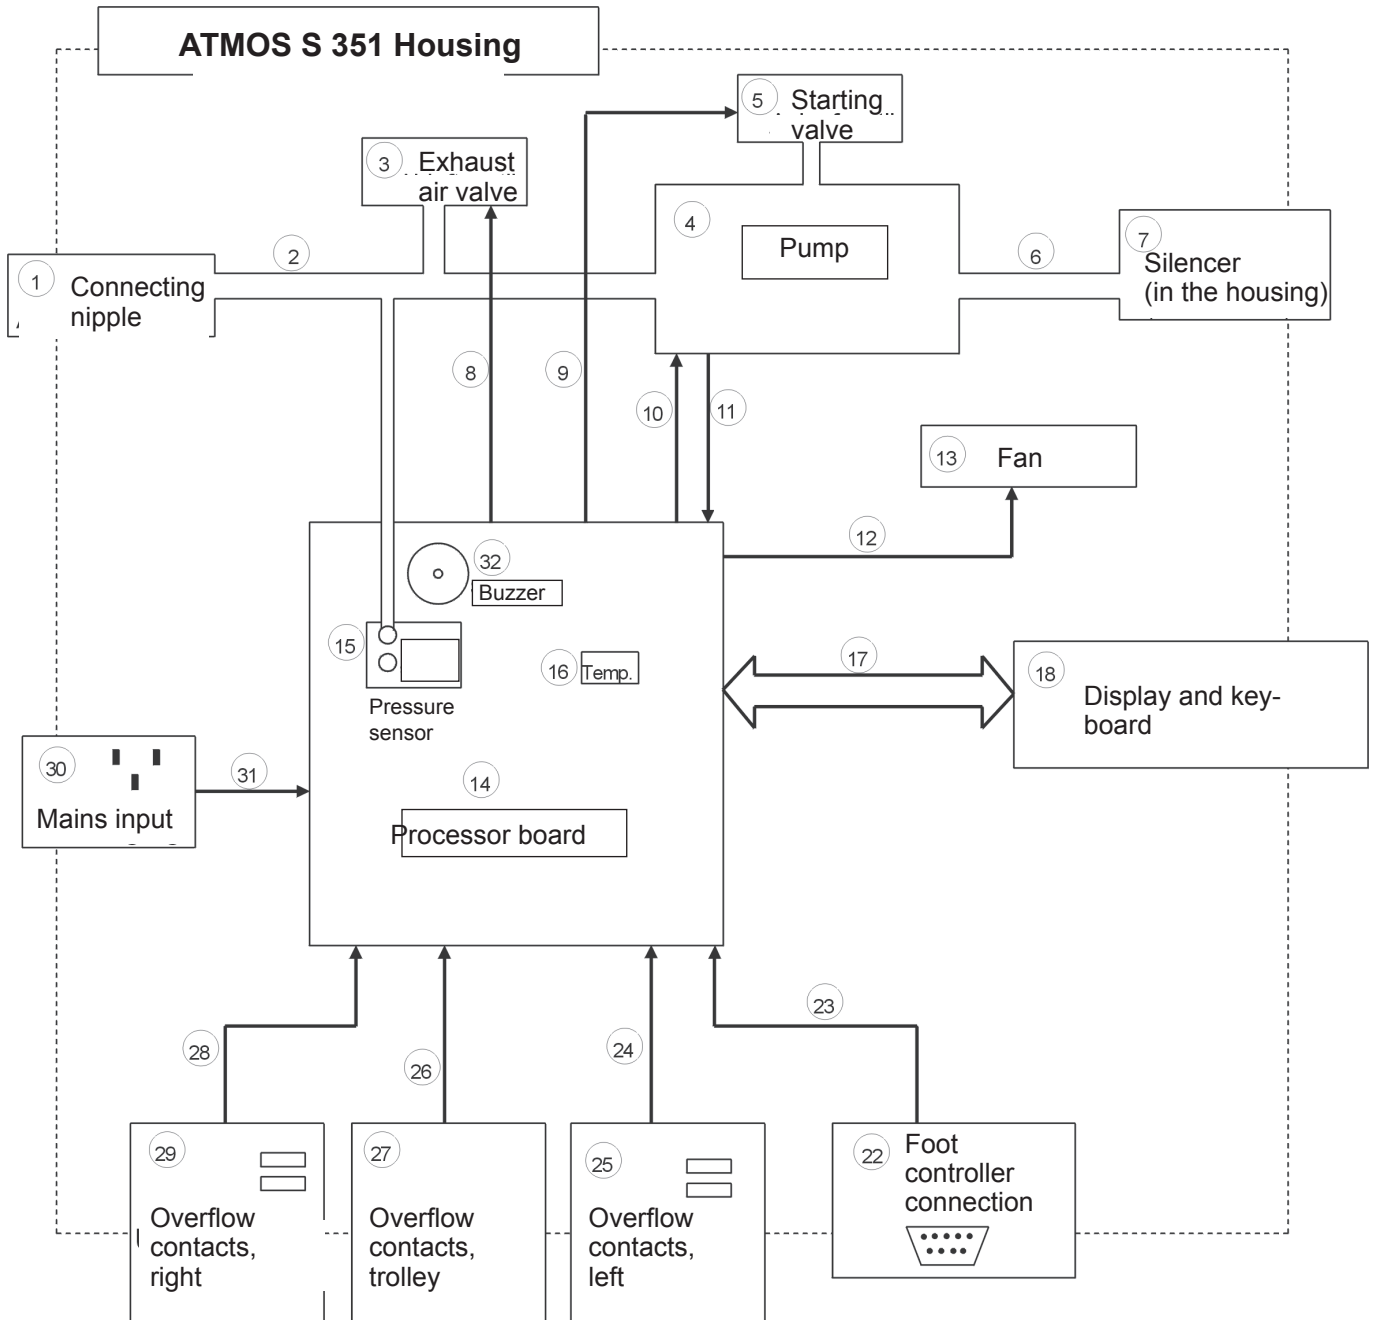 ATMOS S 351 Housing
5
Starting
valve
3
Exhaust
air valve
4
Pump
7
Silencer
(in the housing)
2
6
1
Connecting
nipple
8
9
10
11
13
Fan
12
32
Buzzer
15
16
Temp.
17
18
Display and key-
board
Pressure
sensor
30
31
Mains input
14
Processor board
28
26
24
23
29
Overflow
contacts,
right
27
Overflow
contacts,
trolley
25
Overflow
contacts,
left
22
Foot
controller
connection